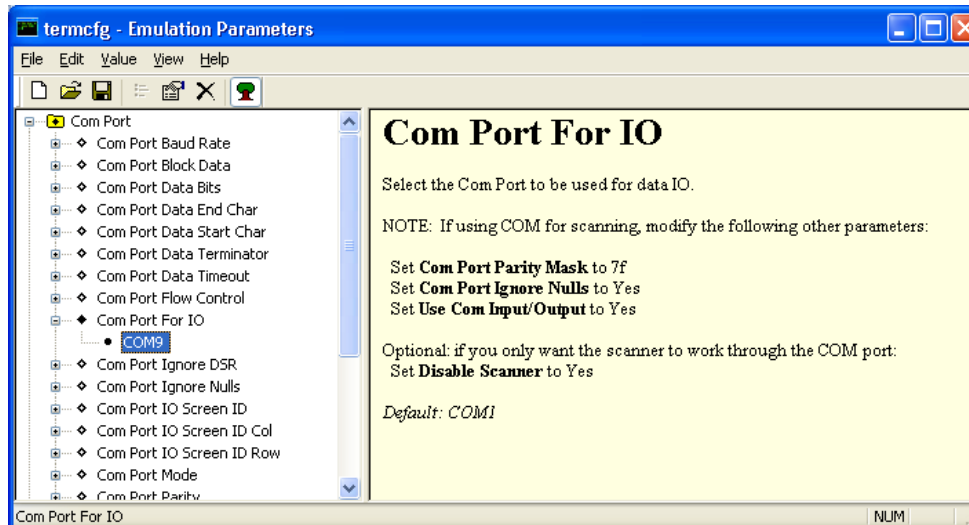 termcfg - Emulation Parameters
File Edit Value View Help
Com Port
Com Port Baud Rate
Com Port Block Data
Com Port Data Bits
Com Port Data End Char
Com Port Data Start Char
Com Port Data Terminator
Com Port Data Timeout
Com Port Flow Control
Com Port For IO
COM9
Com Port Ignore DSR
Com Port Ignore Nulls
Com Port IO Screen ID
Com Port IO Screen ID Col
Com Port IO Screen ID Row
Com Port Mode
Com Port Parity
Com Port For IO
Select the Com Port to be used for data IO.
NOTE: If using COM for scanning, modify the following other parameters:
Set Com Port Parity Mask to 7f
Set Com Port Ignore Nulls to Yes
Set Use Com Input/Output to Yes
Optional: if you only want the scanner to work through the COM port:
Set Disable Scanner to Yes
Default: COM1
Com Port For IO NUM